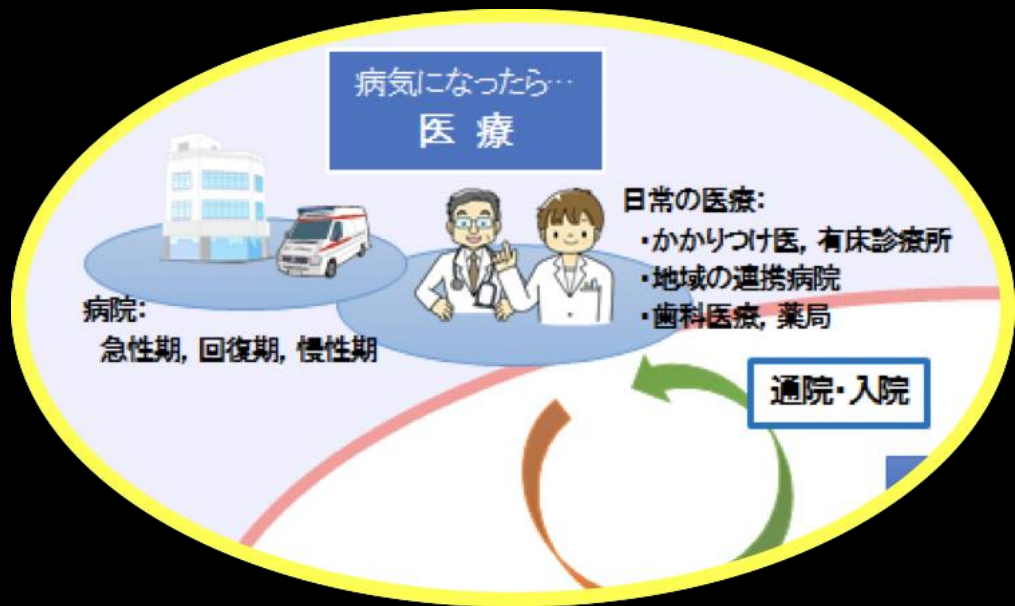 病気になったら…
医 療
日常の医療:
・かかりつけ医, 有床診療所
・地域の連携病院
・歯科医療, 薬局
病院:
急性期, 回復期, 慢性期
通院・入院